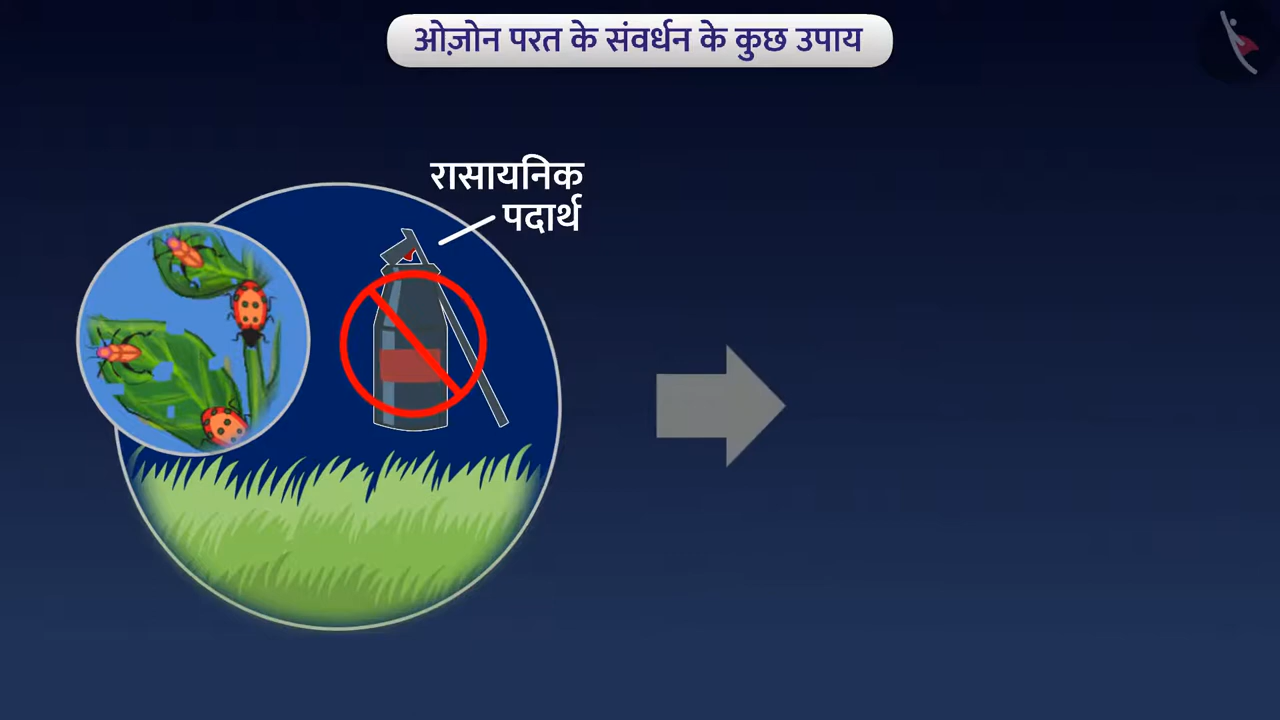 ओज़ोन परत के संवर्धन के कुछ उपाय
रासायनिक
पदार्थ